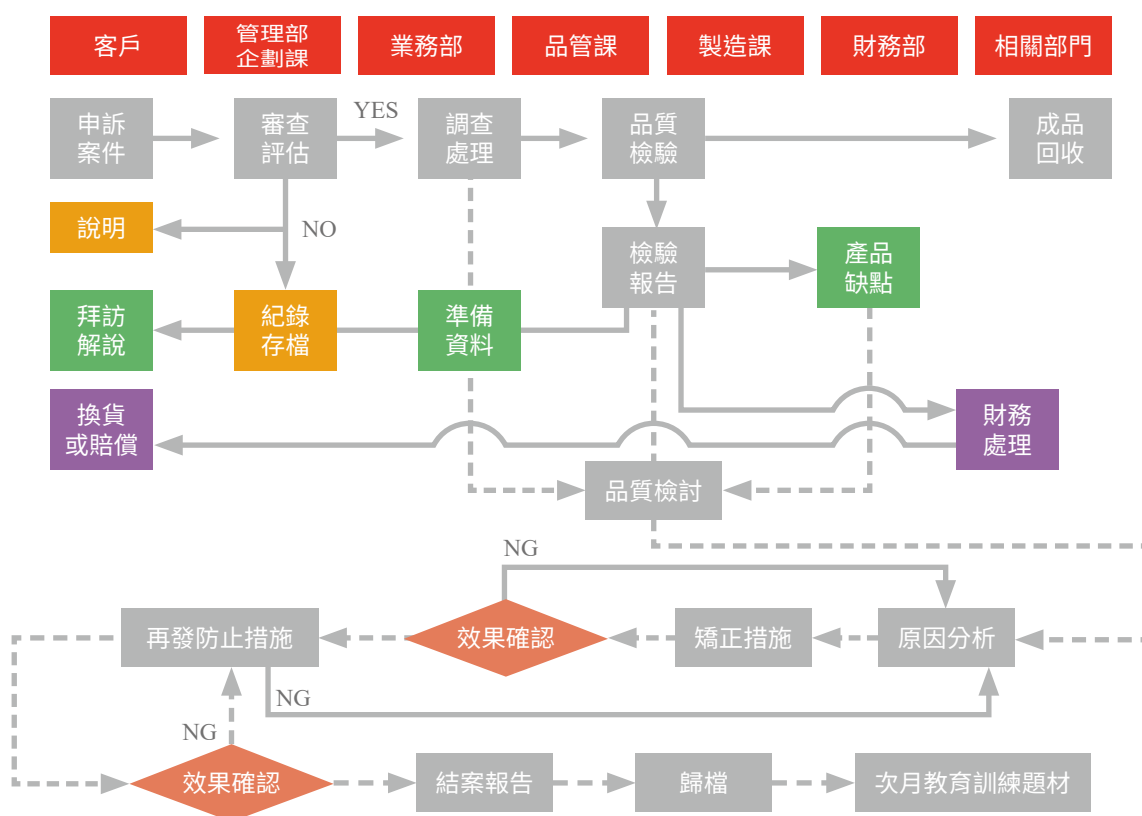 客戶
管理部
企劃課
業務部
品管課
製造課
財務部
相關部門
申訴
案件
審查
評估
YES
調查
處理
品質
檢驗
成品
回收
說明
NO
檢驗
報告
產品
缺點
拜訪
解說
紀錄
存檔
準備
資料
換貨
或賠償
財務
處理
品質檢討
NG
再發防止措施
效果確認
矯正措施
原因分析
NG
NG
效果確認
結案報告
歸檔
次月教育訓練題材